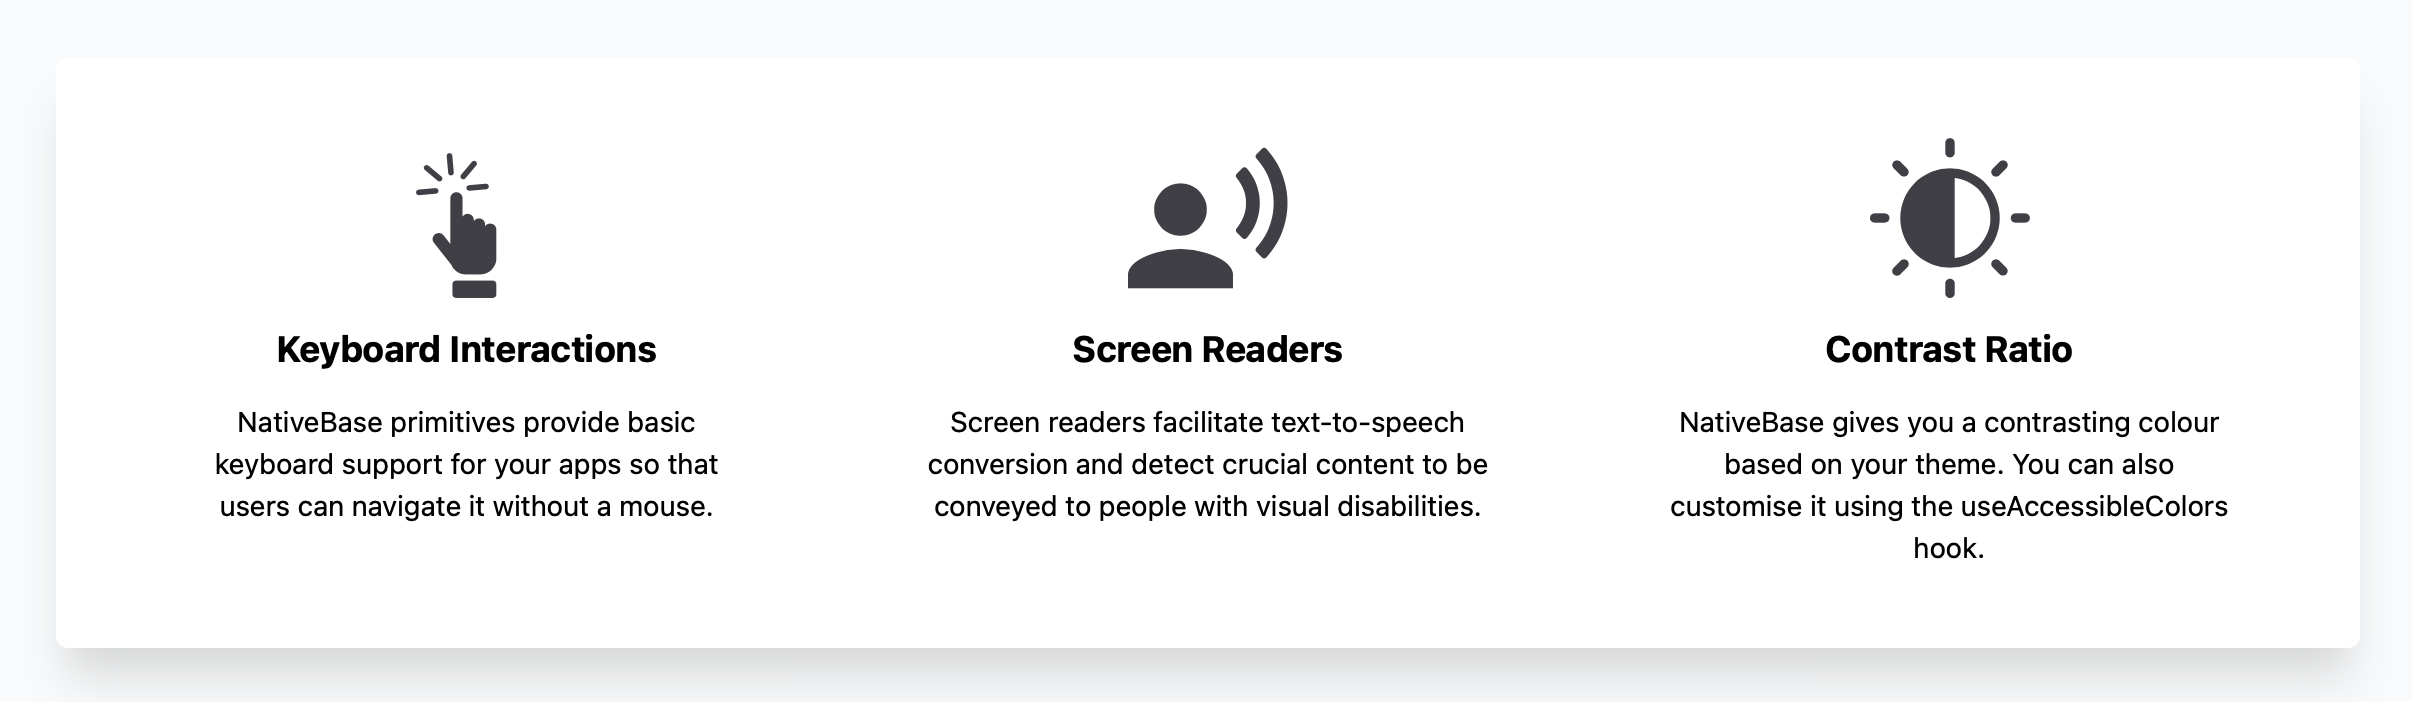 Keyboard Interactions
NativeBase primitives provide basic
keyboard support for your apps so that
users can navigate it without a mouse.
Screen Readers
Screen readers facilitate text-to-speech
conversion and detect crucial content to be
conveyed to people with visual disabilities.
Contrast Ratio
NativeBase gives you a contrasting colour
based on your theme. You can also
customise it using the useAccessibleColors
hook.